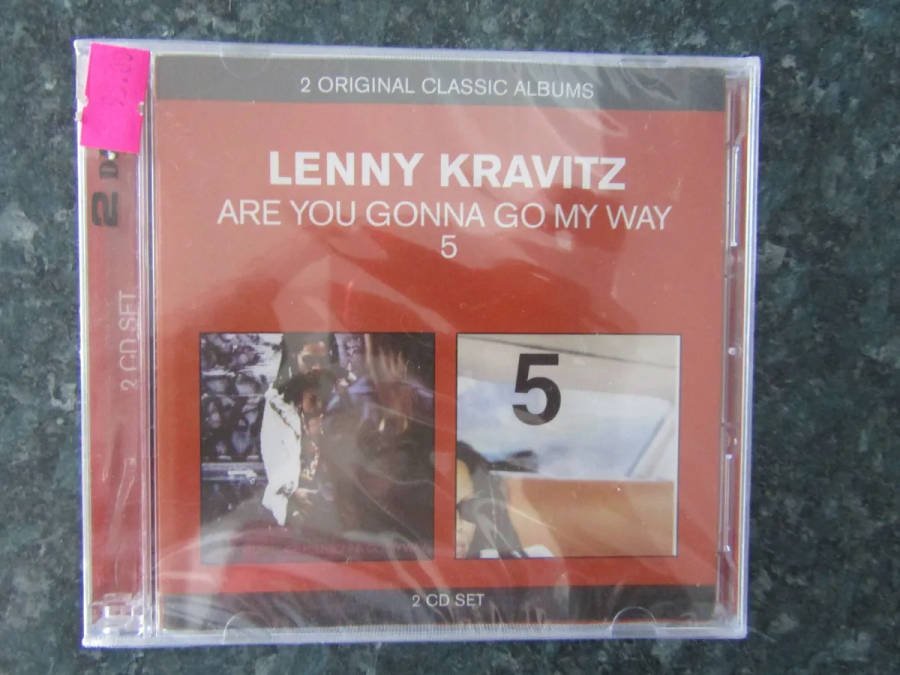 2 ORIGINAL CLASSIC ALBUMS
LENNY KRAVITZ
ARE YOU GONNA GO MY WAY
5
5
2 CD SET
2 CD SET
2